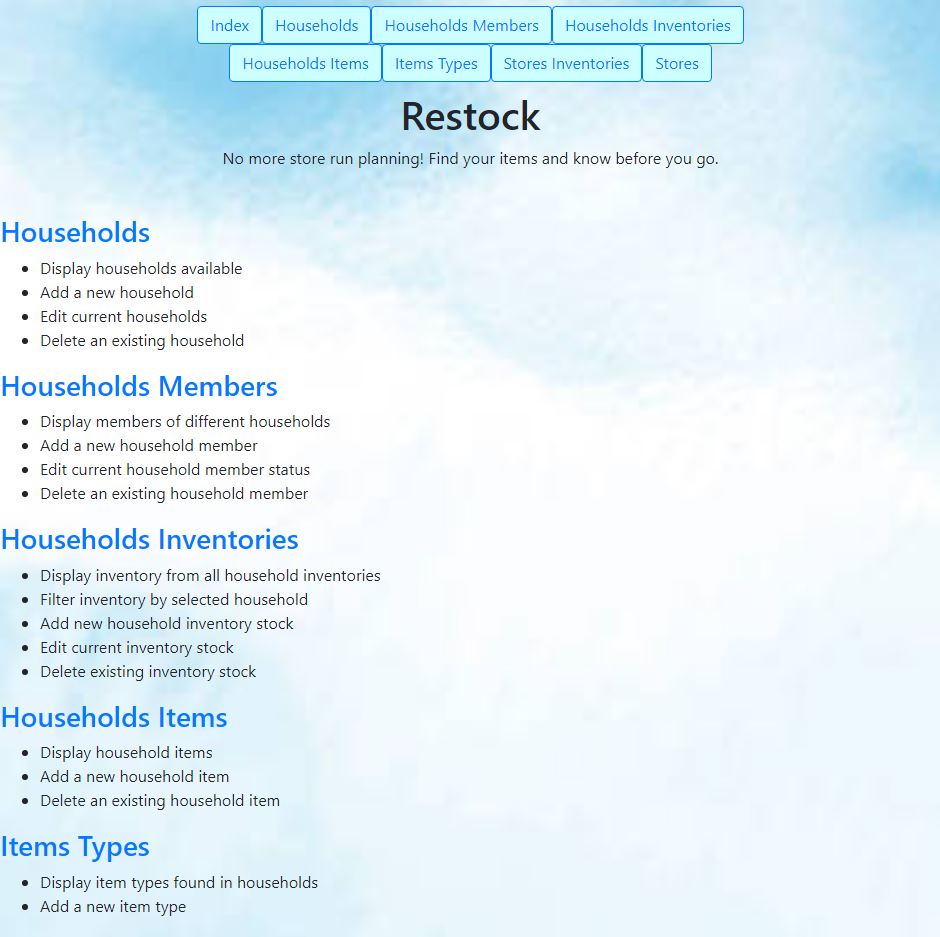 Index Households Households Members Households Inventories
Households Items Items Types Stores Inventories Stores
Restock
No more store run planning! Find your items and know before you go.
Households
Display households available
Add a new household
Edit current households
Delete an existing household
Households Members
Display members of different households
Add a new household member
Edit current household member status
Delete an existing household member
Households Inventories
Display inventory from all household inventories
Filter inventory by selected household
Add new household inventory stock
Edit current inventory stock
Delete existing inventory stock
Households Items
Display household items
Add a new household item
Delete an existing household item
Items Types
Display item types found in households
Add a new item type